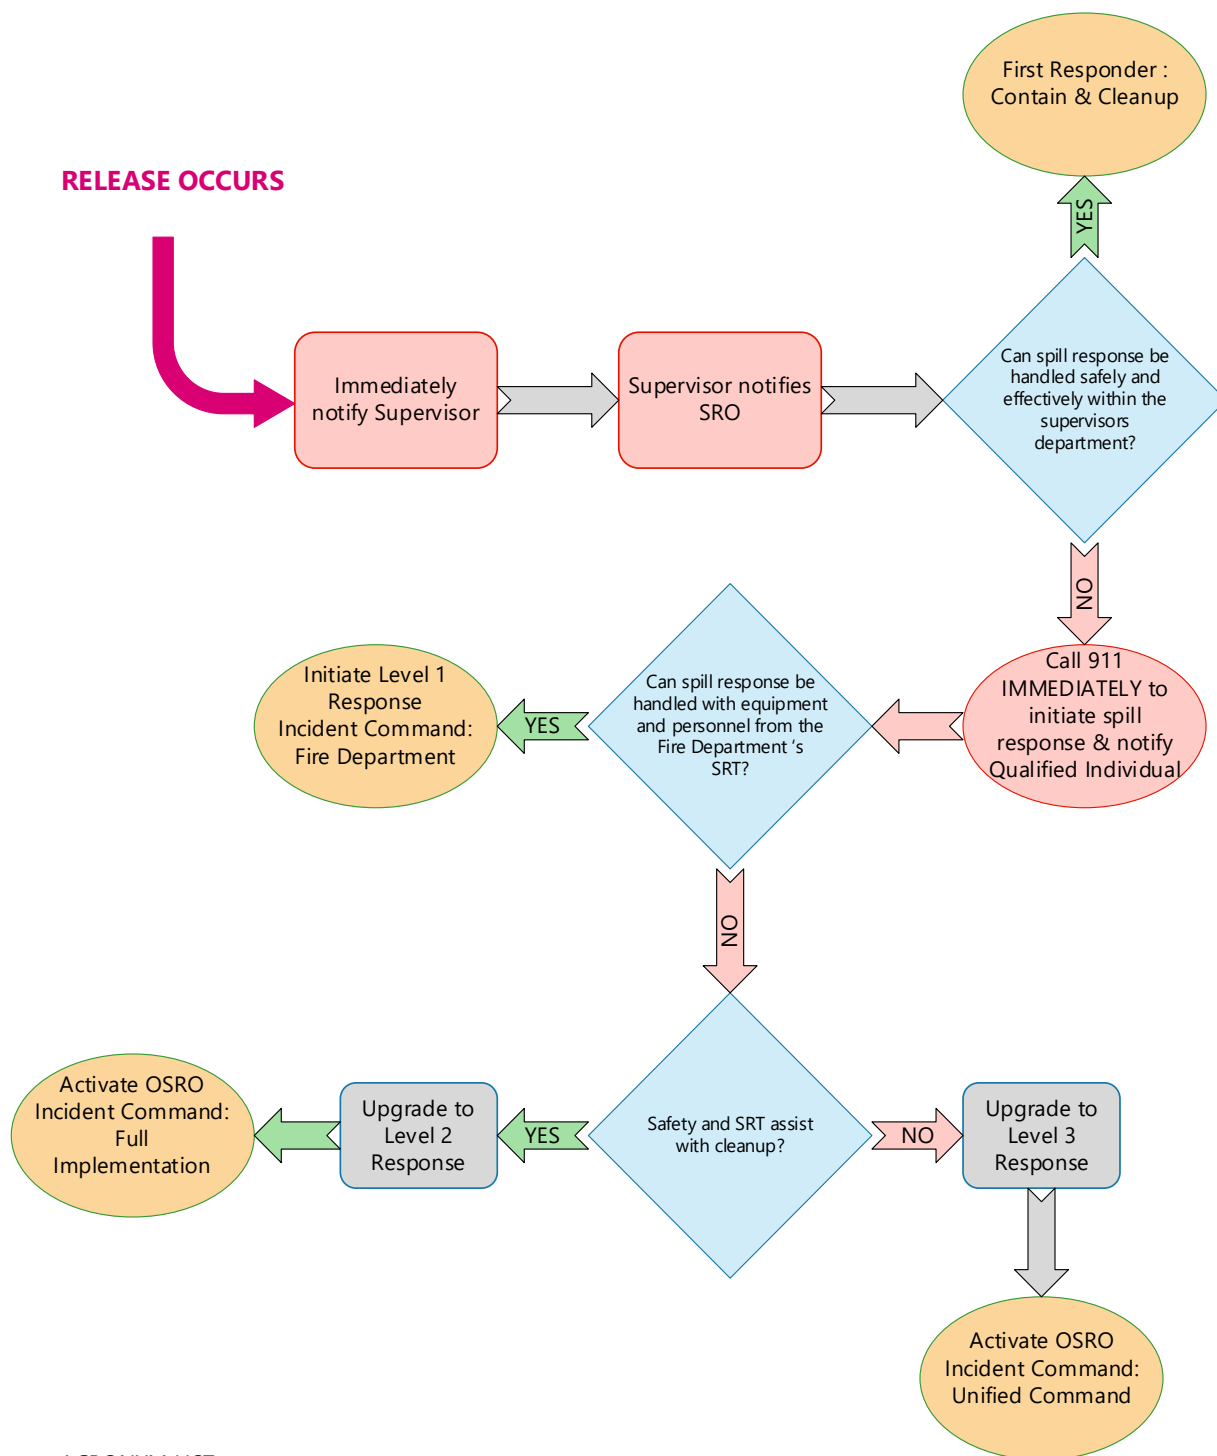 First Responder :
Contain & Cleanup
RELEASE OCCURS
YES
Immediately
notify Supervisor
Supervisor notifies
SRO
Can spill response be
handled safely and
effectively within the
supervisors
department?
NO
Call 911
IMMEDIATELY to
initiate spill
response & notify
Qualified Individual
Can spill response be
handled with equipment
and personnel from the
Fire Department 's
SRT?
YES
Initiate Level 1
Response
Incident Command:
Fire Department
NO
Safety and SRT assist
with cleanup?
YES
Upgrade to
Level 2
Response
Activate OSRO
Incident Command:
Full
Implementation
NO
Upgrade to
Level 3
Response
Activate OSRO
Incident Command:
Unified Command